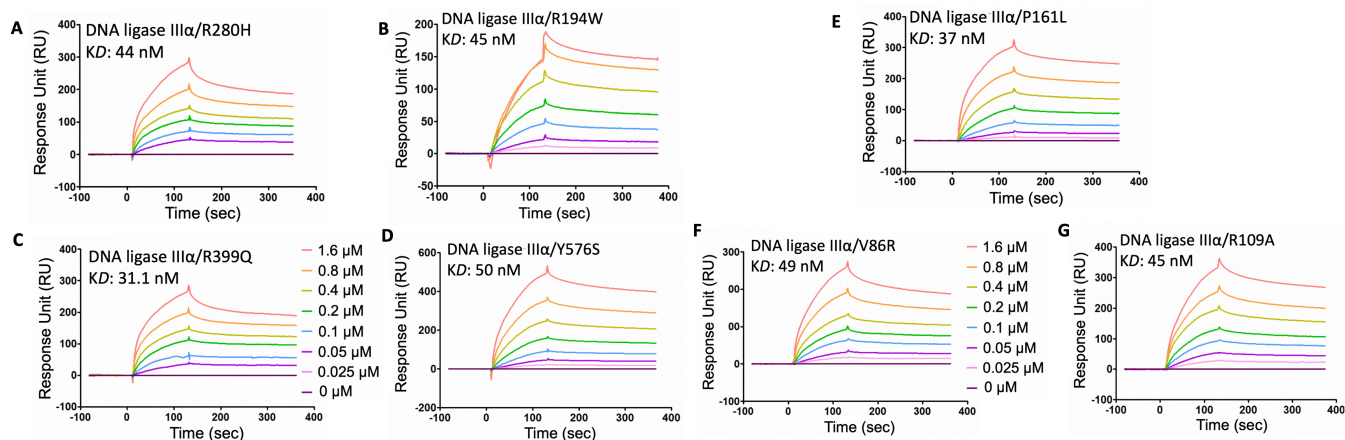 A
DNA ligase IIIα/R280H
KD: 44 nM
Response Unit (RU)
400
300
200
100
0
-100
-100 0 100 200 300 400
Time (sec)
B
DNA ligase IIIα/R194W
KD: 45 nM
Response Unit (RU)
200
150
100
50
0
-50
-100 0 100 200 300 400
Time (sec)
E
DNA ligase IIIα/P161L
KD: 37 nM
Response Unit (RU)
400
300
200
100
0
-100
-100 0 100 200 300 400
Time (sec)
C
DNA ligase IIIα/R399Q
KD: 31.1 nM
Response Unit (RU)
400
300
200
100
0
-100
-100 0 100 200 300 400
Time (sec)
1.6 µM
0.8 µM
0.4 µM
0.2 µM
0.1 µM
0.05 µM
0.025 µM
0 µM
D
DNA ligase IIIα/Y576S
KD: 50 nM
Response Unit (RU)
600
400
200
0
-200
-100 0 100 200 300 400
Time (sec)
F
DNA ligase IIIα/V86R
KD: 49 nM
Response Unit (RU)
300
00
00
0
-100
-100 0 100 200 300 400
Time (sec)
1.6 µM
0.8 µM
0.4 µM
0.2 µM
0.1 µM
0.05 µM
0.025 µM
0 µM
G
DNA ligase IIIα/R109A
KD: 45 nM
Response Unit (RU)
400
300
200
100
0
-100
-100 0 100 200 300 400
Time (sec)